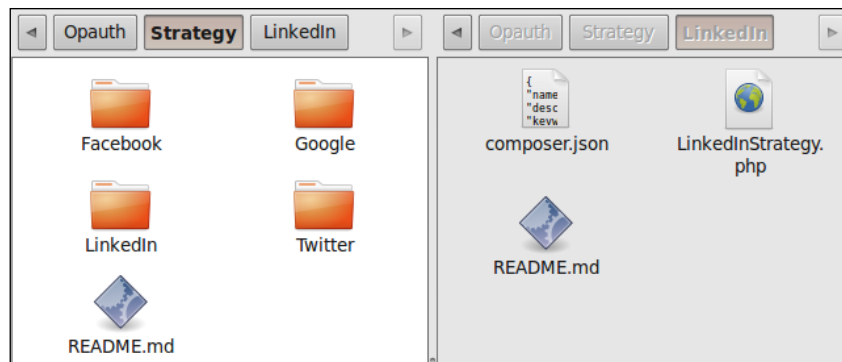 Opauth Strategy LinkedIn
Facebook Google
LinkedIn Twitter
README.md
Opauth Strategy LinkedIn
{
"name
"desc
"keyw
composer.json
LinkedInStrategy.
php
README.md